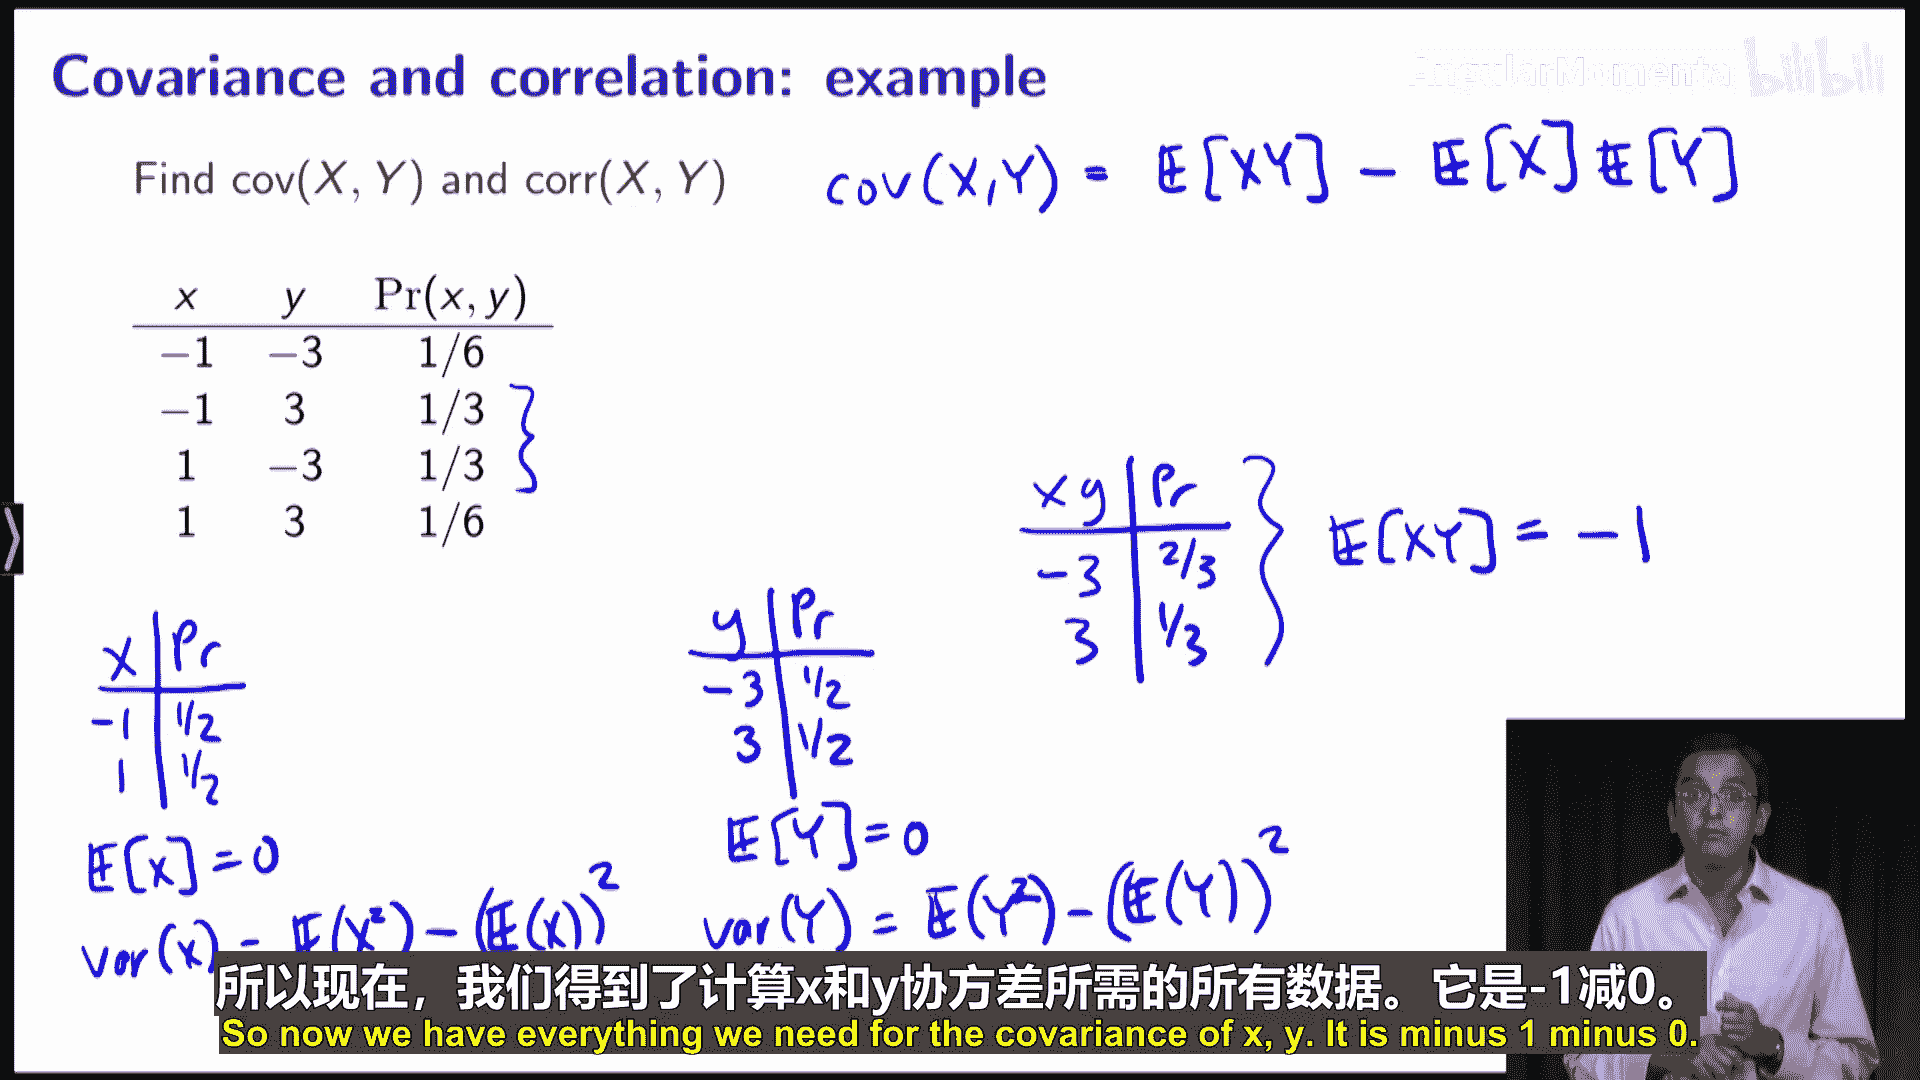 Covariance and correlation: example
AngularMomenta bilibili
Find cov(X, Y) and corr(X, Y)
cov(X,Y) = E[XY] - E[X] E[Y]
x y Pr(x, y)
−1 −3 1/6
−1 3 1/3
1 −3 1/3
1 3 1/6
xy Pr
-3 2/3
3 1/3
E[XY] = -1
x Pr
-1 1/2
1 1/2
E[x] = 0
var(x) = E(x²) - (E(x))²
y Pr
-3 1/2
3 1/2
E[Y] = 0
var(Y) = E(Y²) - (E(Y))²
所以现在，我们得到了计算x和y协方差所需的所有数据。它是-1减0。
So now we have everything we need for the covariance of x, y. It is minus 1 minus 0.